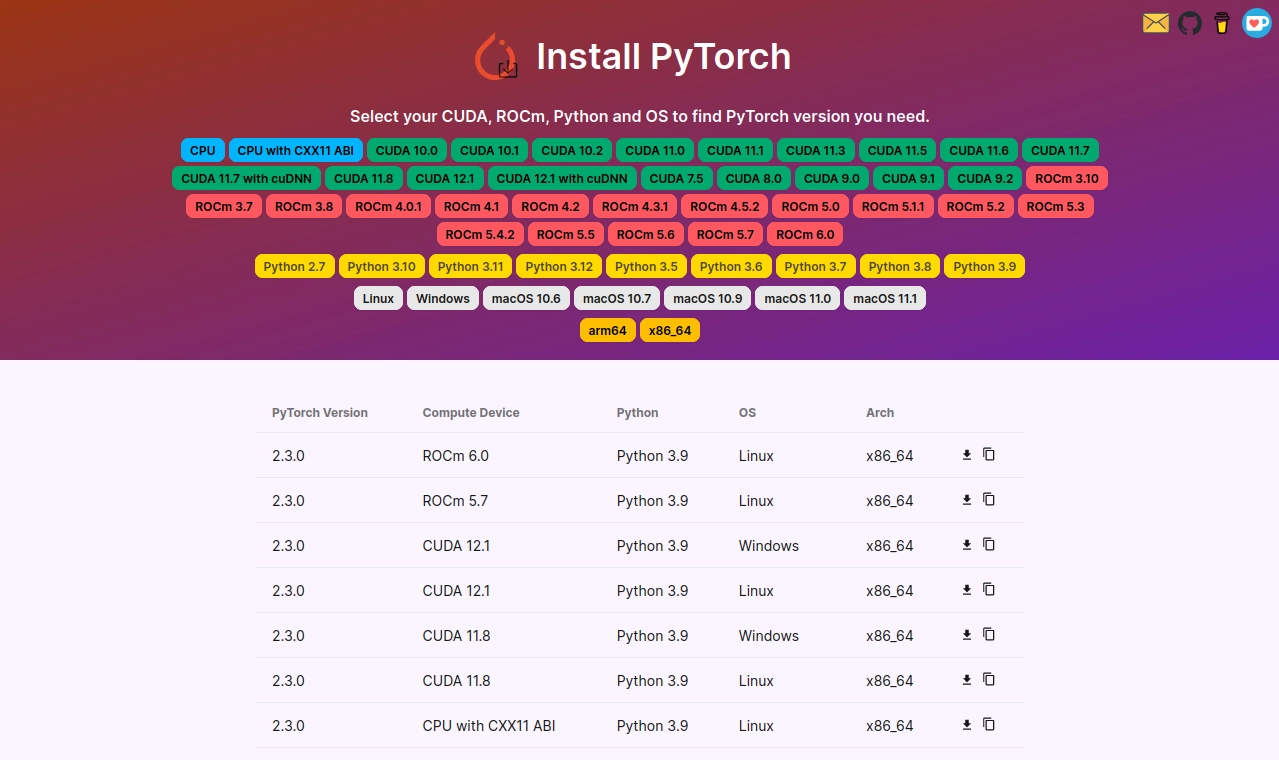 Install PyTorch
Select your CUDA, ROCm, Python and OS to find PyTorch version you need.
CPU CPU with CXX11 ABI CUDA 10.0 CUDA 10.1 CUDA 10.2 CUDA 11.0 CUDA 11.1 CUDA 11.3 CUDA 11.5 CUDA 11.6 CUDA 11.7
CUDA 11.7 with cuDNN CUDA 11.8 CUDA 12.1 CUDA 12.1 with cuDNN CUDA 7.5 CUDA 8.0 CUDA 9.0 CUDA 9.1 CUDA 9.2 ROCm 3.10
ROCm 3.7 ROCm 3.8 ROCm 4.0.1 ROCm 4.1 ROCm 4.2 ROCm 4.3.1 ROCm 4.5.2 ROCm 5.0 ROCm 5.1.1 ROCm 5.2 ROCm 5.3
ROCm 5.4.2 ROCm 5.5 ROCm 5.6 ROCm 5.7 ROCm 6.0
Python 2.7 Python 3.10 Python 3.11 Python 3.12 Python 3.5 Python 3.6 Python 3.7 Python 3.8 Python 3.9
Linux Windows macOS 10.6 macOS 10.7 macOS 10.9 macOS 11.0 macOS 11.1
arm64 x86_64
PyTorch Version Compute Device Python OS Arch
2.3.0 ROCm 6.0 Python 3.9 Linux x86_64
2.3.0 ROCm 5.7 Python 3.9 Linux x86_64
2.3.0 CUDA 12.1 Python 3.9 Windows x86_64
2.3.0 CUDA 12.1 Python 3.9 Linux x86_64
2.3.0 CUDA 11.8 Python 3.9 Windows x86_64
2.3.0 CUDA 11.8 Python 3.9 Linux x86_64
2.3.0 CPU with CXX11 ABI Python 3.9 Linux x86_64